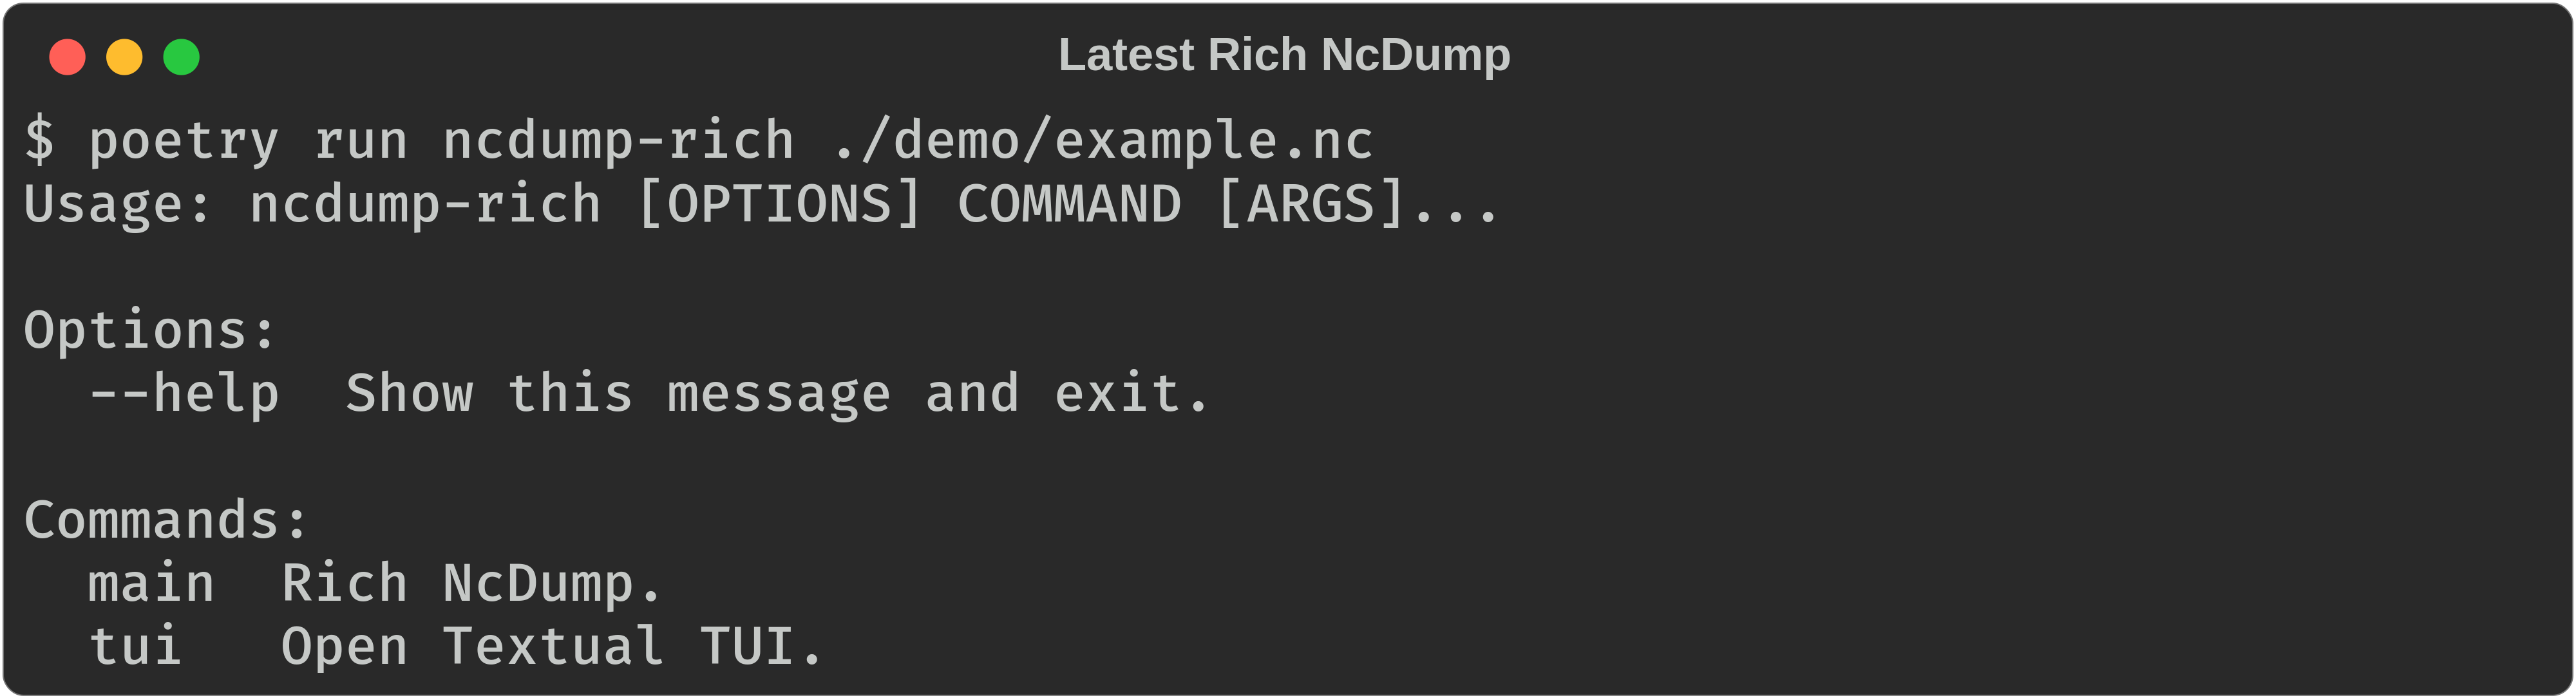 Latest Rich NcDump
$ poetry run ncdump-rich ./demo/example.nc
Usage: ncdump-rich [OPTIONS] COMMAND [ARGS]...
Options:
--help  Show this message and exit.
Commands:
main  Rich NcDump.
tui   Open Textual TUI.